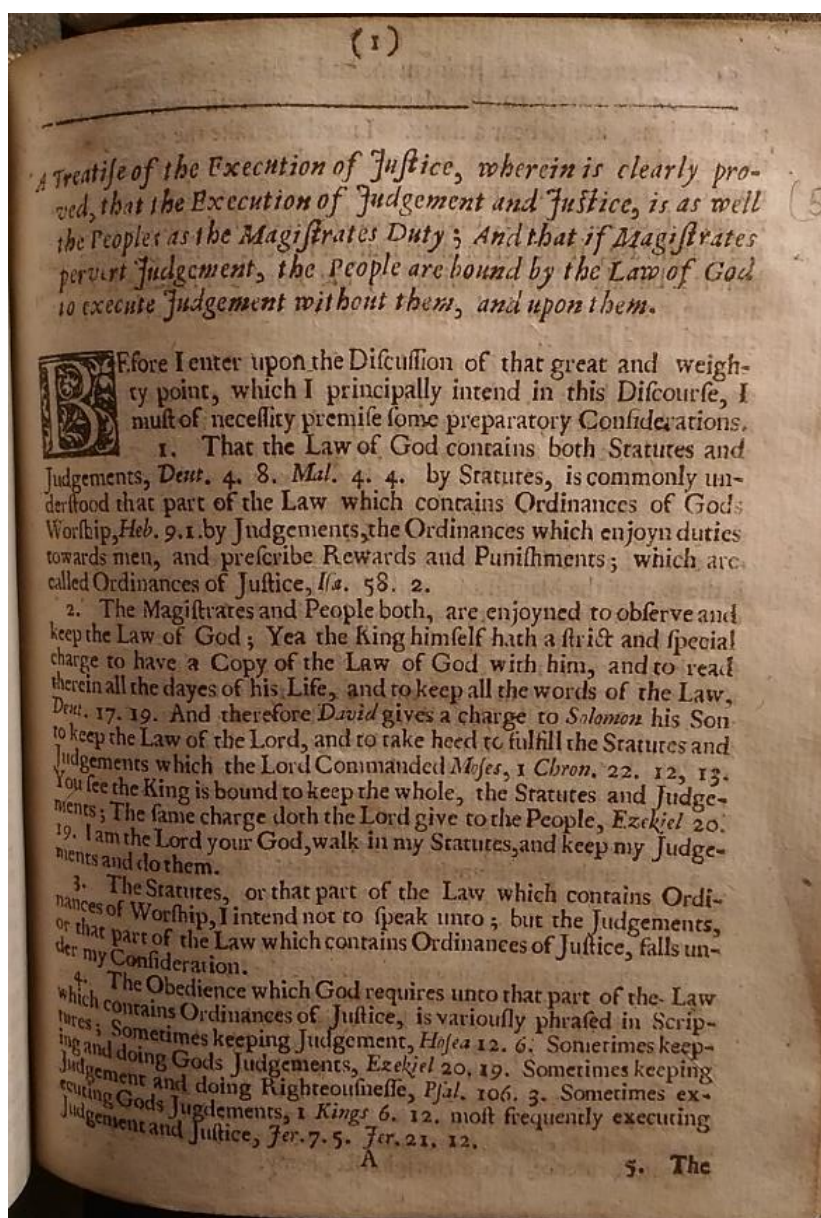 (1)
A Treatiſe of the Execution of Juſtice, wherein is clearly pro-
ved, that the Execution of Judgement and Juſtice, is as well
the Peoples as the Magiſtrates Duty; And that if Magiſtrates
pervert Judgement, the People are bound by the Law of God
to execute Judgement without them, and upon them.
BEfore I enter upon the Diſcuſſion of that great and weigh-
ty point, which I principally intend in this Diſcourſe, I
muſt of neceſſity premiſe ſome preparatory Conſiderations.
1. That the Law of God contains both Statutes and
Judgements, Deut. 4. 8. Mal. 4. 4. by Statutes, is commonly un-
derſtood that part of the Law which contains Ordinances of Gods
Worſhip, Heb. 9.1. by Judgements, the Ordinances which enjoyn duties
towards men, and preſcribe Rewards and Puniſhments; which are
called Ordinances of Juſtice, Iſa. 58. 2.
2. The Magiſtrates and People both, are enjoyned to obſerve and
keep the Law of God; Yea the King himſelf hath a ſtrict and ſpecial
charge to have a Copy of the Law of God with him, and to read
therein all the dayes of his Life, and to keep all the words of the Law,
Deut. 17. 19. And therefore David gives a charge to Solomon his Son
to keep the Law of the Lord, and to take heed to fulfill the Statutes and
Judgements which the Lord Commanded Moſes, 1 Chron. 22. 12, 13.
You ſee the King is bound to keep the whole, the Statutes and Judge-
ments; The ſame charge doth the Lord give to the People, Ezekiel 20.
19. I am the Lord your God, walk in my Statutes, and keep my Judge-
ments and do them.
3. The Statutes, or that part of the Law which contains Ordi-
nances of Worſhip, I intend not to ſpeak unto; but the Judgements,
or that part of the Law which contains Ordinances of Juſtice, falls un-
der my Conſideration.
4. The Obedience which God requires unto that part of the Law
which contains Ordinances of Juſtice, is variouſly phraſed in Scrip-
tures; Sometimes keeping Judgement, Hoſea 12. 6. Sometimes keep-
ing and doing Gods Judgements, Ezekiel 20, 19. Sometimes keeping
Judgement and doing Righteouſneſſe, Pſal. 106. 3. Sometimes ex-
ecuting Gods Jugdements, 1 Kings 6. 12. moſt frequently executing
Judgement and Juſtice, Jer. 7. 5. Jer. 21. 12.
A
5. The